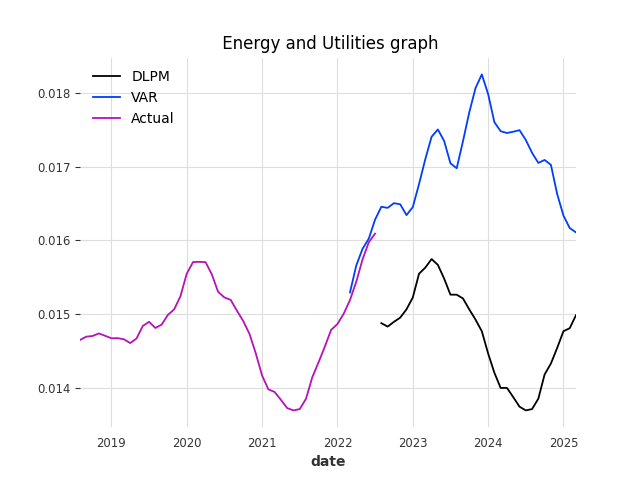 Energy and Utilities graph
DLPM
VAR
Actual
0.018
0.017
0.016
0.015
0.014
2019 2020 2021 2022 2023 2024 2025
date